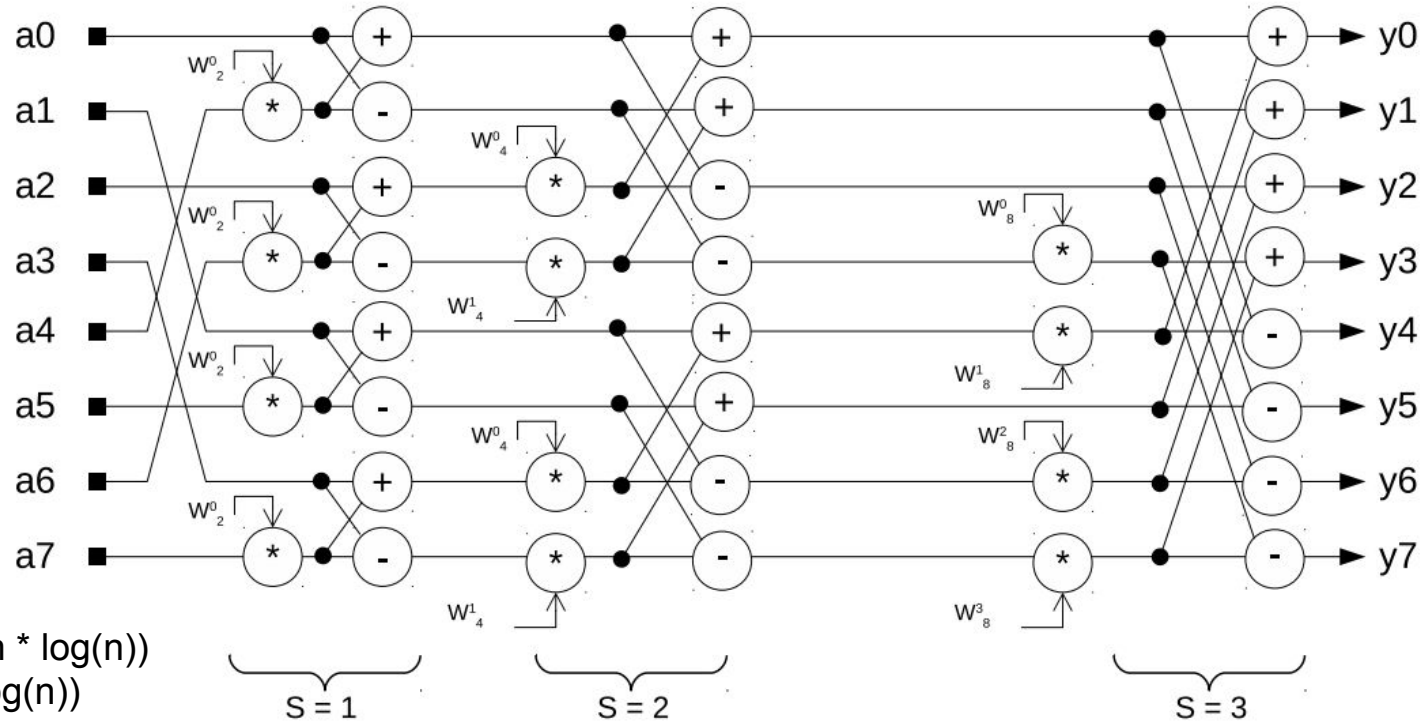 a0 + + + y0
W⁰₂
a1 * - + + y1
W⁰₄
a2 + * - + y2
W⁰₂ W⁰₈
a3 * - * - * + y3
W¹₄
a4 + + * - y4
W⁰₂ W¹₈
a5 * - + - y5
W⁰₄ W²₈
a6 + * - * - y6
W⁰₂
a7 * - * - * - y7
W¹₄ W³₈
* log(n))
(n))
S = 1 S = 2 S = 3